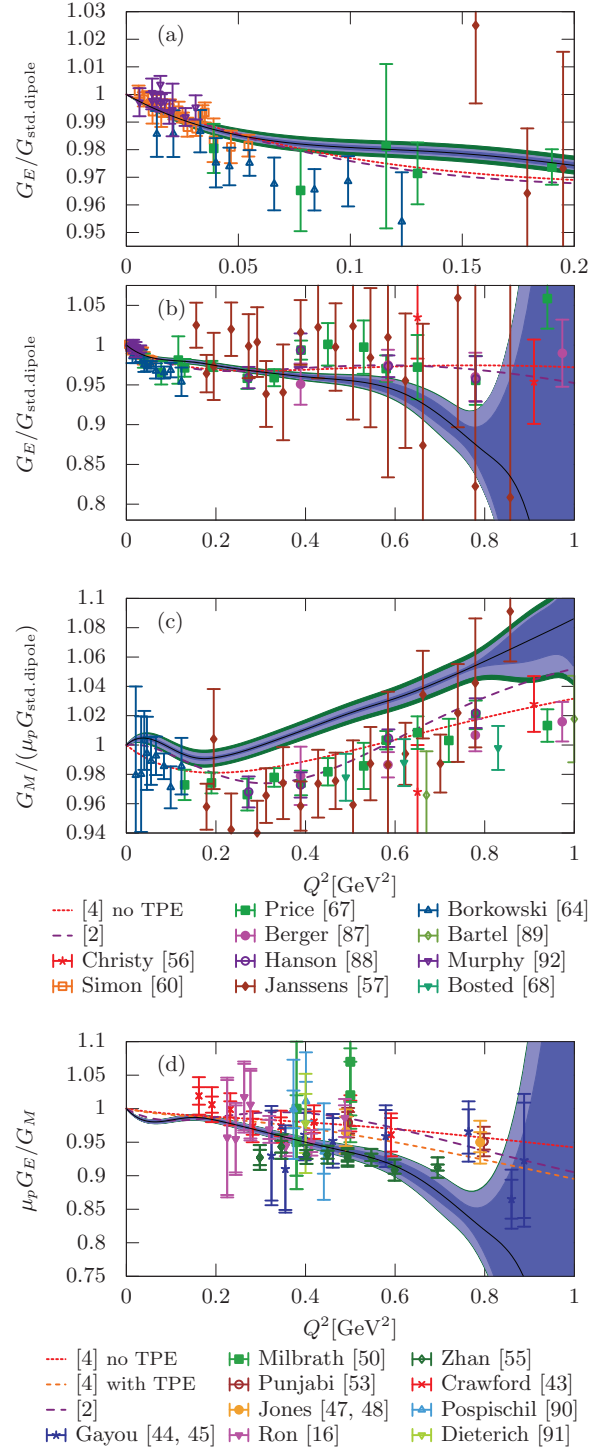 (a)
G_E/G_std.dipole
1.03
1.02
1.01
1
0.99
0.98
0.97
0.96
0.95
0 0.05 0.1 0.15 0.2
(b)
G_E/G_std.dipole
1.05
1
0.95
0.9
0.85
0.8
0 0.2 0.4 0.6 0.8 1
(c)
G_M/(μ_pG_std.dipole)
1.1
1.08
1.06
1.04
1.02
1
0.98
0.96
0.94
0 0.2 0.4 0.6 0.8 1
Q²[GeV²]
[4] no TPE Price [67] Borkowski [64]
[2] Berger [87] Bartel [89]
Christy [56] Hanson [88] Murphy [92]
Simon [60] Janssens [57] Bosted [68]
(d)
μ_pG_E/G_M
1.1
1.05
1
0.95
0.9
0.85
0.8
0.75
0 0.2 0.4 0.6 0.8 1
Q²[GeV²]
[4] no TPE Milbrath [50] Zhan [55]
[4] with TPE Punjabi [53] Crawford [43]
[2] Jones [47, 48] Pospischil [90]
Gayou [44, 45] Ron [16] Dieterich [91]